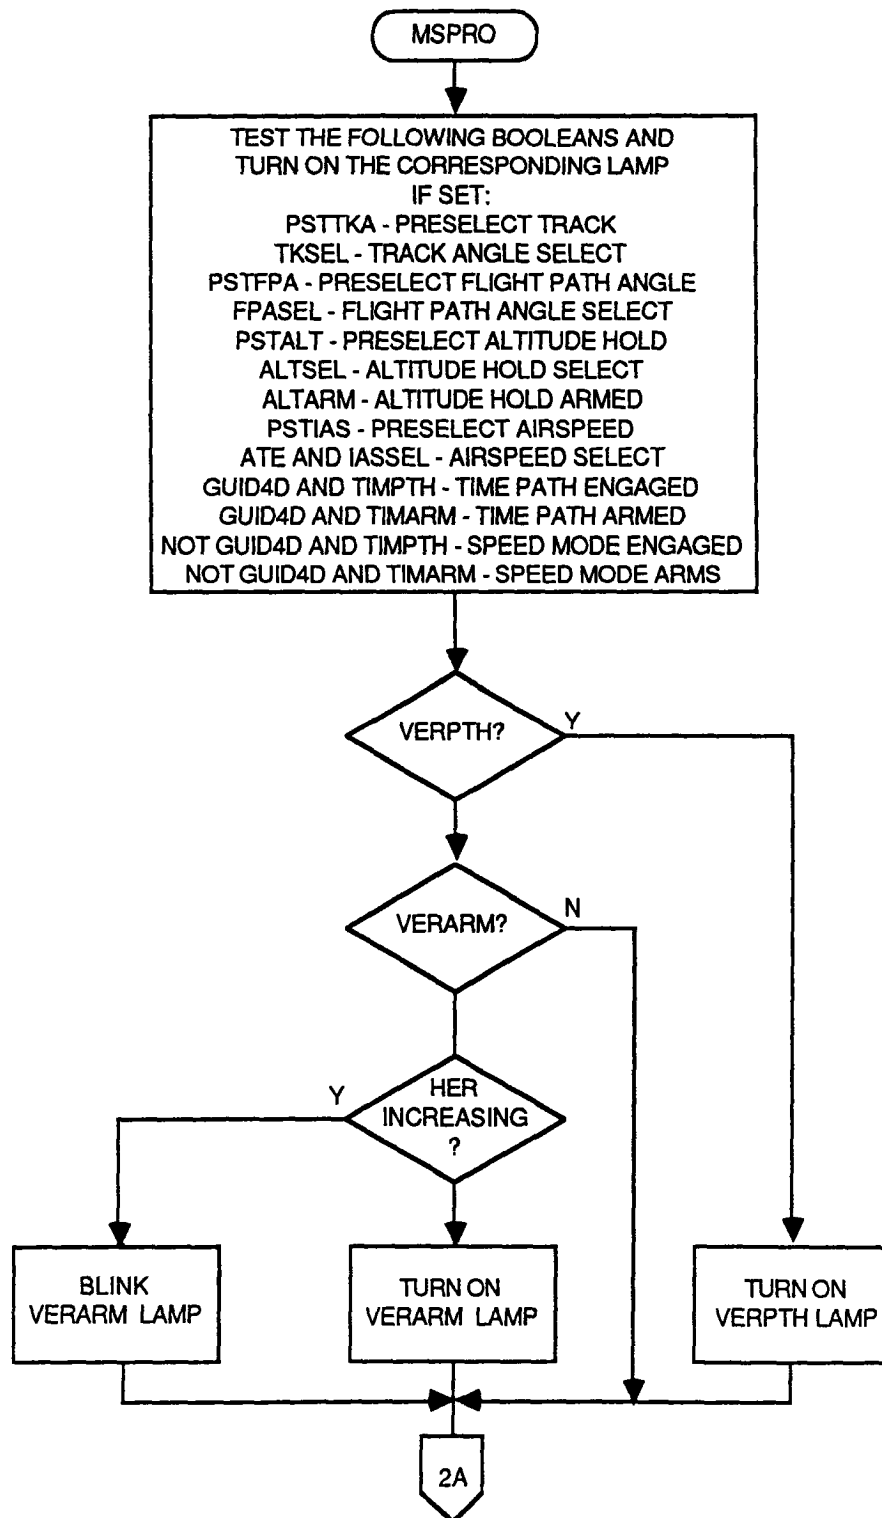 MSPRO
TEST THE FOLLOWING BOOLEANS AND
TURN ON THE CORRESPONDING LAMP
IF SET:
PSTTKA - PRESELECT TRACK
TKSEL - TRACK ANGLE SELECT
PSTFPA - PRESELECT FLIGHT PATH ANGLE
FPASEL - FLIGHT PATH ANGLE SELECT
PSTALT - PRESELECT ALTITUDE HOLD
ALTSEL - ALTITUDE HOLD SELECT
ALTARM - ALTITUDE HOLD ARMED
PSTIAS - PRESELECT AIRSPEED
ATE AND IASSEL - AIRSPEED SELECT
GUID4D AND TIMPTH - TIME PATH ENGAGED
GUID4D AND TIMARM - TIME PATH ARMED
NOT GUID4D AND TIMPTH - SPEED MODE ENGAGED
NOT GUID4D AND TIMARM - SPEED MODE ARMS
VERPTH?
Y
VERARM?
N
Y
HER
INCREASING
?
BLINK
VERARM LAMP
TURN ON
VERARM LAMP
TURN ON
VERPTH LAMP
2A